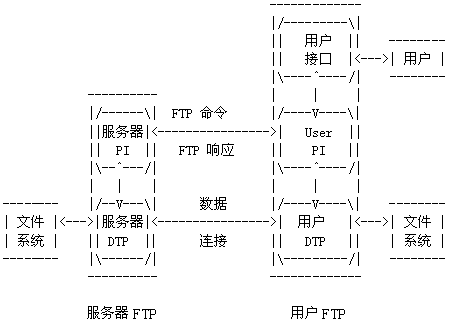 用户
接口
用户
FTP 命令
服务器
PI
User
PI
FTP 响应
文件
系统
服务器
DTP
数据
连接
用户
DTP
文件
系统
服务器 FTP
用户 FTP